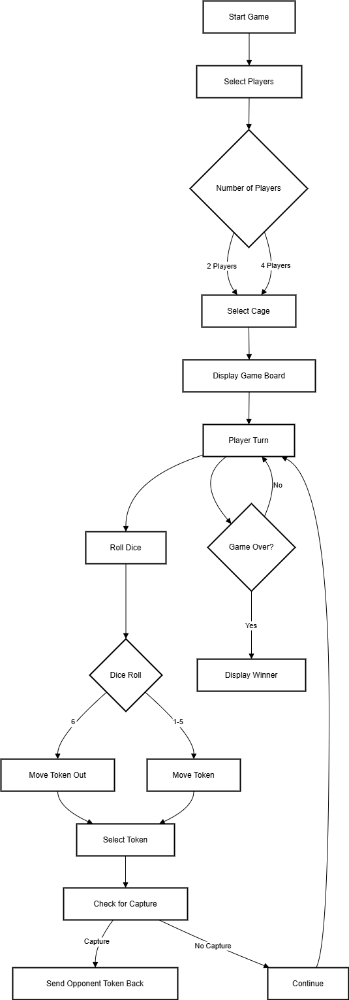 Start Game
Select Players
Number of Players
2 Players
4 Players
Select Cage
Display Game Board
Player Turn
No
Roll Dice
Game Over?
Yes
Dice Roll
Display Winner
6
1-5
Move Token Out
Move Token
Select Token
Check for Capture
Capture
No Capture
Send Opponent Token Back
Continue